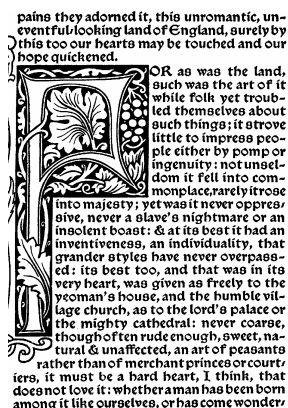 pains they adorned it, this unromantic, un-
eventful-looking land of England, surely by
this too our hearts may be touched and our
hope quickened.
FOR as was the land,
such was the art of it
while folk yet troub-
led themselves about
such things; it strove
little to impress peo-
ple either by pomp or
ingenuity: not unsel-
dom it fell into com-
monplace, rarely it rose
into majesty; yet was it never oppres-
sive, never a slave's nightmare or an
insolent boast: & at its best it had an
inventiveness, an individuality, that
grander styles have never overpass-
ed: its best too, and that was in its
very heart, was given as freely to the
yeoman's house, and the humble vil-
lage church, as to the lord's palace or
the mighty cathedral: never coarse,
though often rude enough, sweet, na-
tural & unaffected, an art of peasants
rather than of merchant princes or court-
iers, it must be a hard heart, I think, that
does not love it: whether a man has been born
among it like ourselves, or has come wonder-